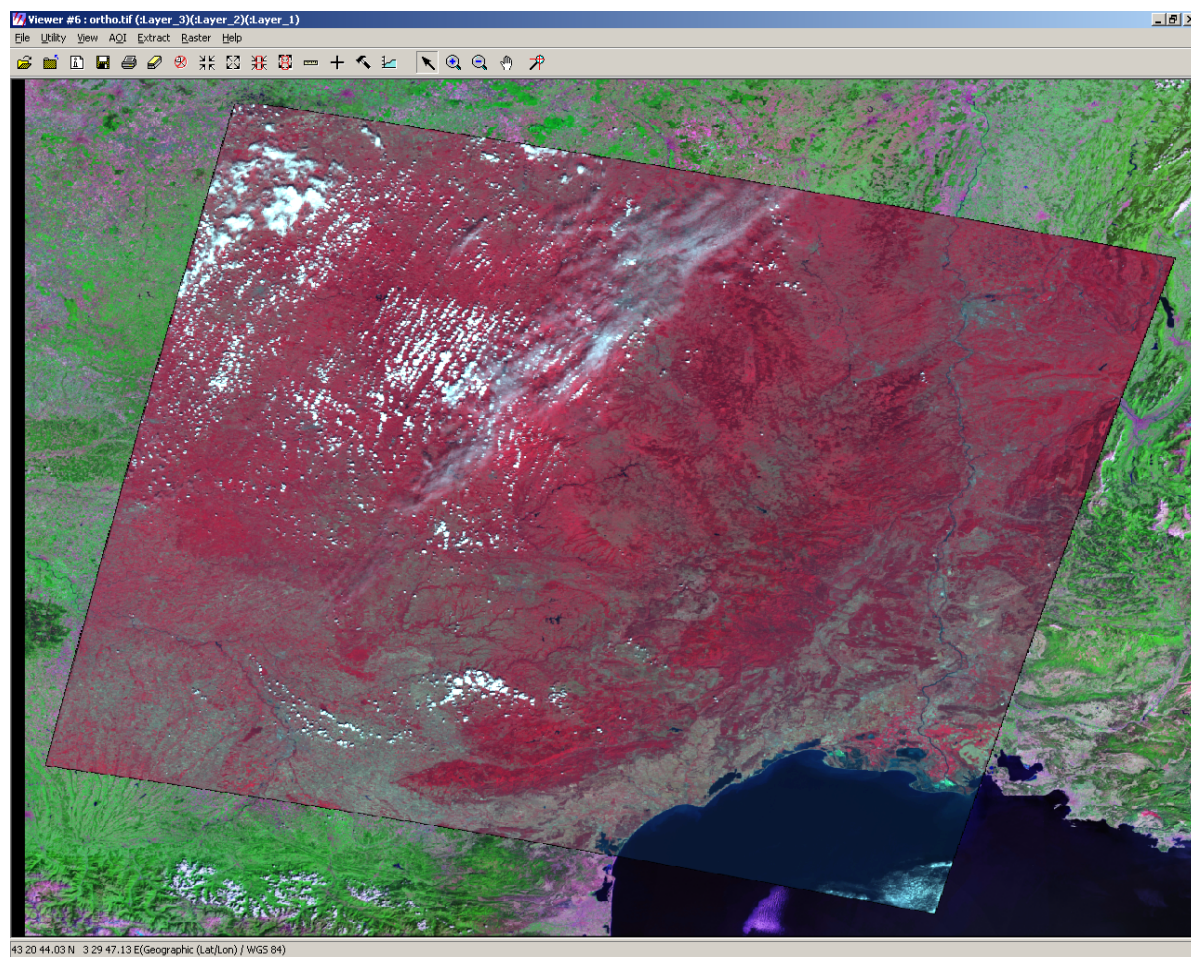 Viewer #6 : ortho.tif (:Layer_3)(:Layer_2)(:Layer_1)
File Utility View AOI Extract Raster Help
43 20 44.03 N 3 29 47.13 E(Geographic (Lat/Lon) / WGS 84)